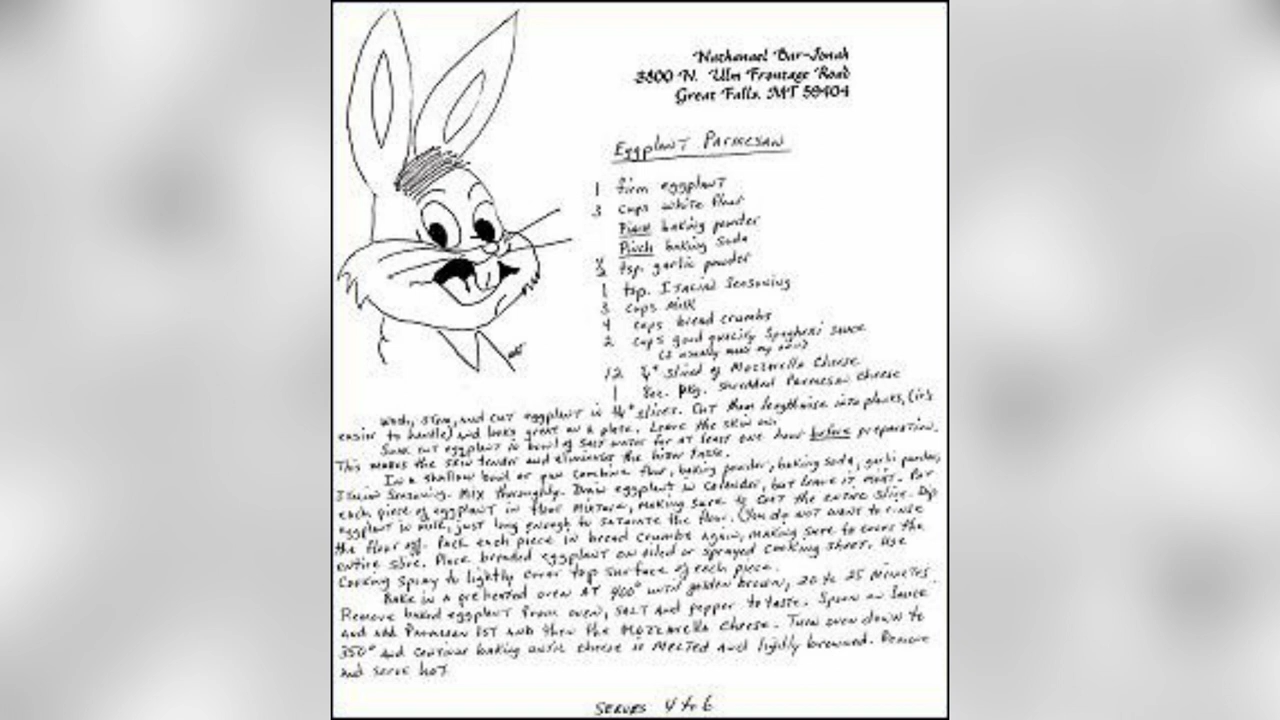 Nathanael Bar-Jonah
3800 N. Ulm Frontage Road
Great Falls, MT 59404
Eggplant Parmesan
1 firm eggplant
3 cups white flour
Pinch baking powder
Pinch baking soda
½ tsp. garlic powder
1 tsp. Italian Seasoning
3 cups milk
4 cups bread crumbs
2 cups good quality Spaghetti sauce
(I usually make my own)
12 ¼" slices of Mozzarella Cheese
1 8oz. pkg. shredded Parmesan Cheese
Wash, stem, and cut eggplant in ¼" slices. Cut them lengthwise into planks, (it's
easier to handle) and looks great on a plate. Leave the skin on.
Soak cut eggplant in bowl of salt water for at least one hour before preparation.
This makes the skin tender and eliminates the bitter taste.
In a shallow bowl or pan combine flour, baking powder, baking soda, garlic powder,
Italian Seasoning. Mix thoroughly. Drain eggplant in colander, but leave it moist. Put
each piece of eggplant in flour mixture, making sure to coat the entire slice. Dip
eggplant in milk, just long enough to saturate the flour. (You do not want to rinse
the flour off. Pack each piece in bread crumbs again, making sure to cover the
entire slice. Place breaded eggplant on oiled or sprayed cooking sheet. Use
Cooking Spray to lightly cover top surface of each piece.
Bake in a preheated oven AT 400° until golden brown, 20 to 25 minutes.
Remove baked eggplant from oven, salt and pepper to taste. Spoon on Sauce
and add Parmesan 1st and then the Mozzarella Cheese. Turn oven down to
350° and continue baking until cheese is melted and lightly browned. Remove
and serve hot.
Serves 4 to 6